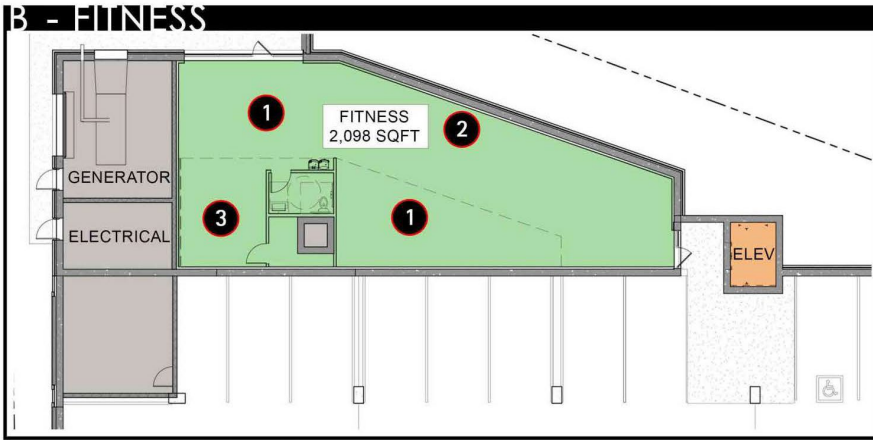 B - FITNESS
1
FITNESS
2,098 SQFT
2
GENERATOR
3
1
ELECTRICAL
ELEV